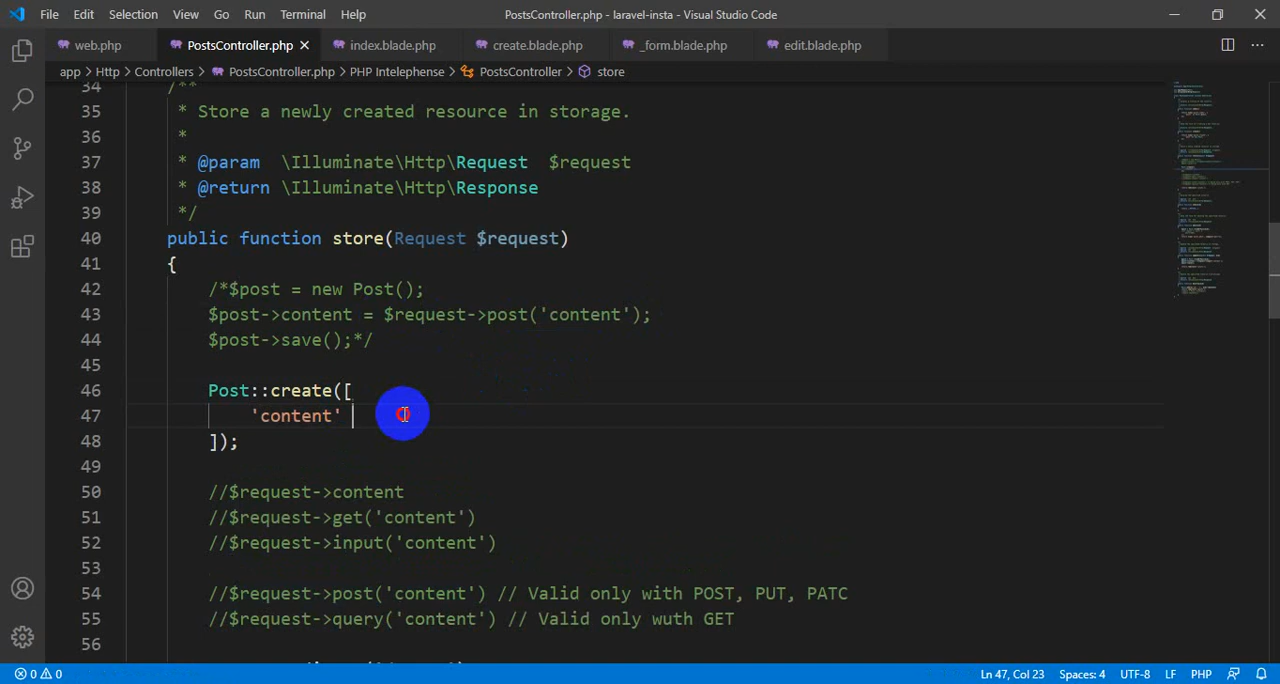 File Edit Selection View Go Run Terminal Help PostsController.php - laravel-insta - Visual Studio Code
web.php PostsController.php index.blade.php create.blade.php _form.blade.php edit.blade.php
app > Http > Controllers > PostsController.php > PHP Intelephense > PostsController > store
34 /**
35 * Store a newly created resource in storage.
36 *
37 * @param \Illuminate\Http\Request $request
38 * @return \Illuminate\Http\Response
39 */
40 public function store(Request $request)
41 {
42 /*$post = new Post();
43 $post->content = $request->post('content');
44 $post->save();*/
45
46 Post::create([
47 'content'
48 ]);
49
50 //$request->content
51 //$request->get('content')
52 //$request->input('content')
53
54 //$request->post('content') // Valid only with POST, PUT, PATC
55 //$request->query('content') // Valid only wuth GET
56
0 0 Ln 47, Col 23 Spaces: 4 UTF-8 LF PHP